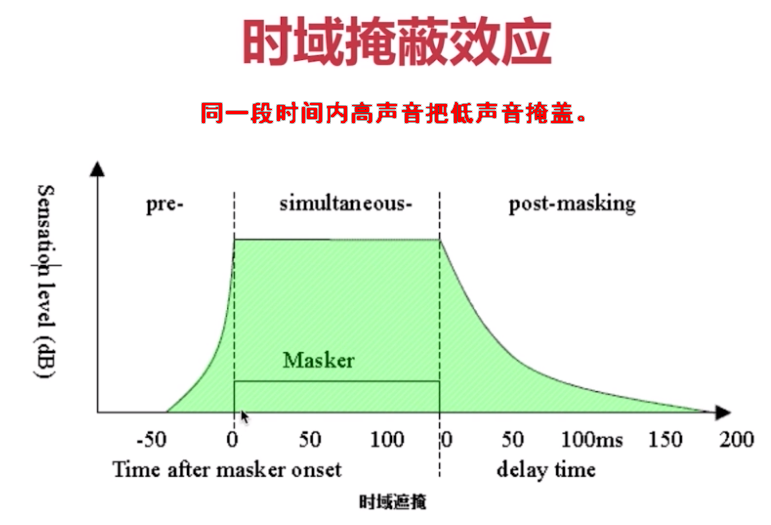 时域掩蔽效应
同一段时间内高声音把低声音掩盖。
Sensation level (dB)
pre- simultaneous- post-masking
Masker
-50 0 50 100 0 50 100ms 150 200
Time after masker onset delay time
时域遮掩